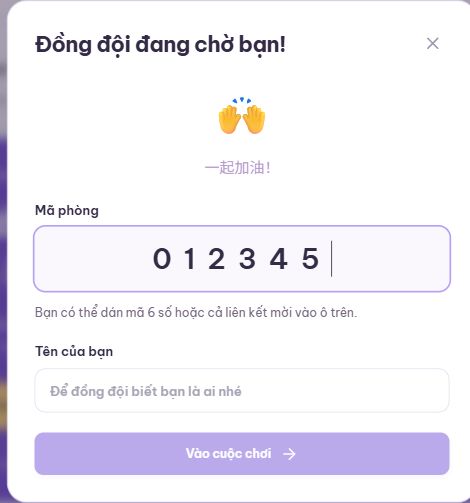 Đồng đội đang chờ bạn!
一起加油!
Mã phòng
0 1 2 3 4 5
Bạn có thể dán mã 6 số hoặc cả liên kết mời vào ô trên.
Tên của bạn
Để đồng đội biết bạn là ai nhé
Vào cuộc chơi →